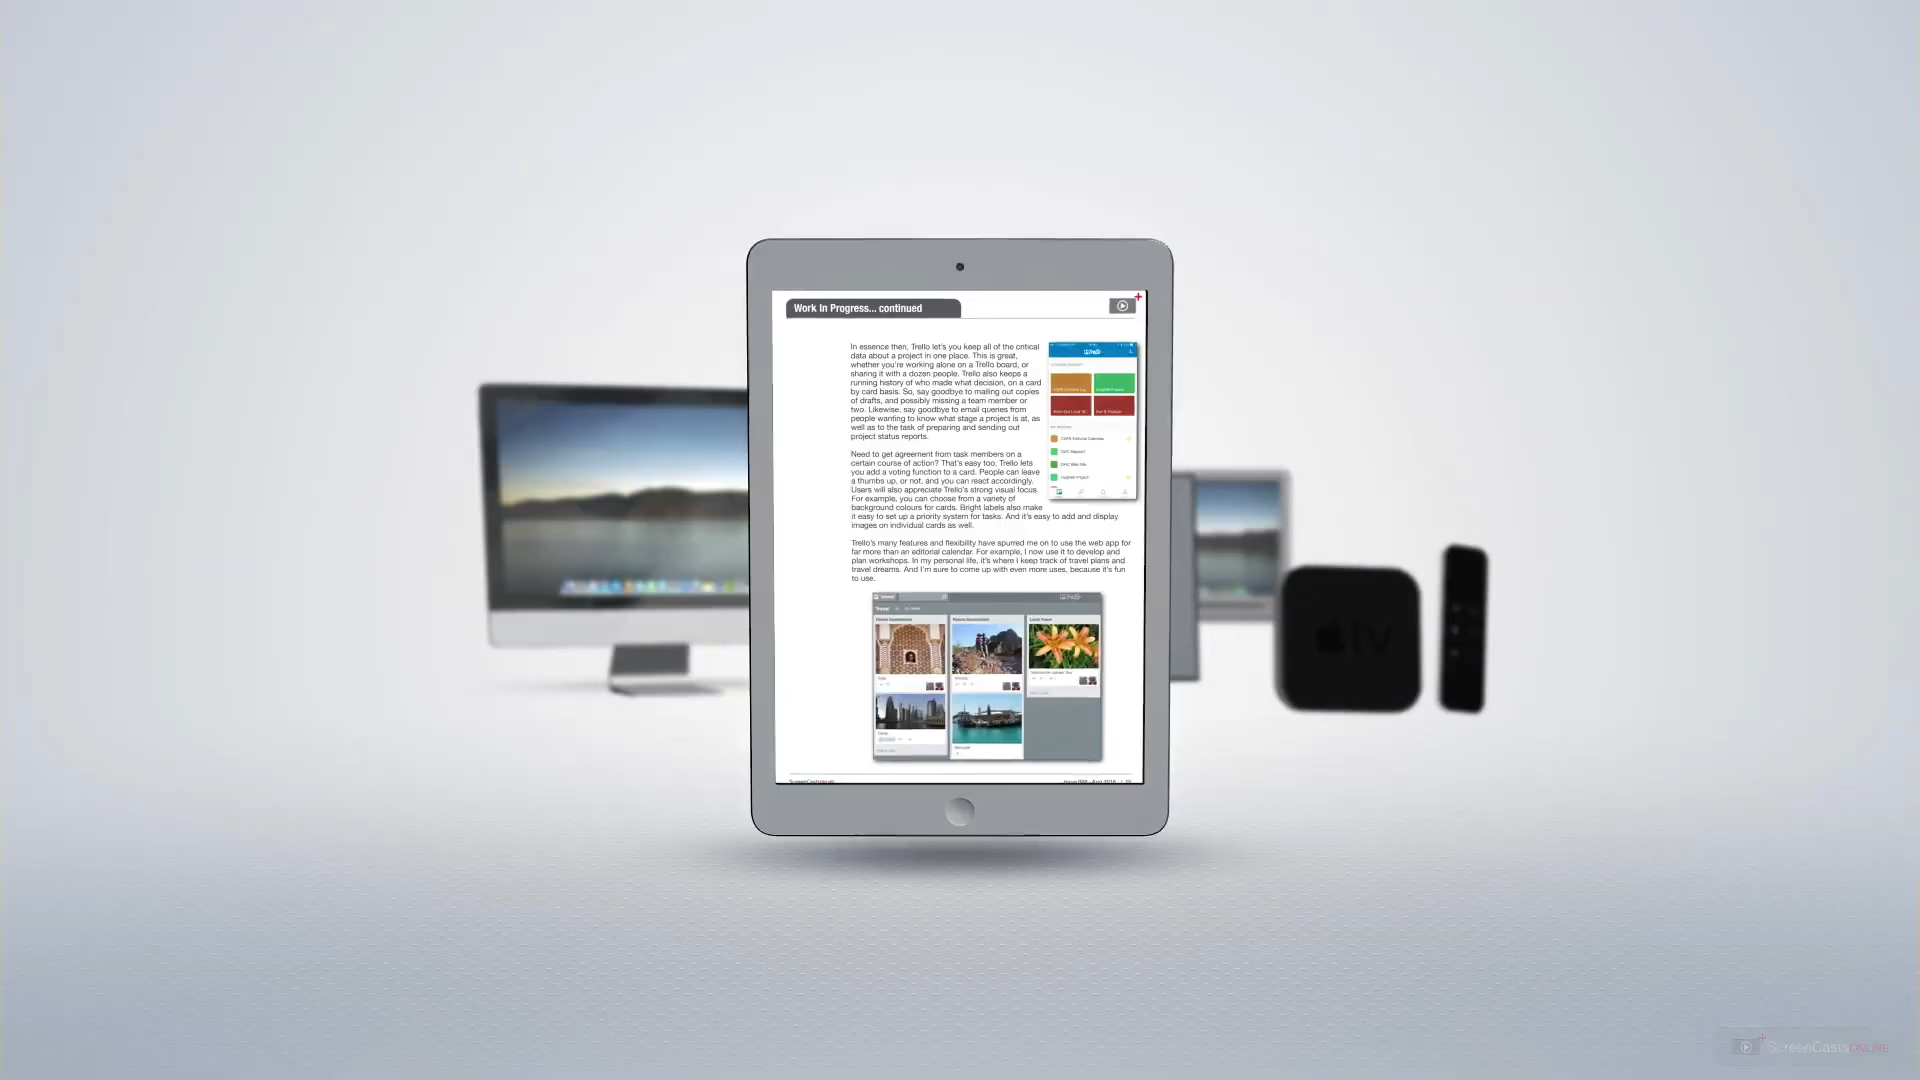 Work In Progress... continued
In essence then, Trello let's you keep all of the critical
data about a project in one place. This is great,
whether you're working alone on a Trello board, or
sharing it with a dozen people. Trello also keeps a
running history of who made what decision, on a card
by card basis. So, say goodbye to mailing out copies
of drafts, and possibly missing a team member or
two. Likewise, say goodbye to email queries from
people wanting to know what stage a project is at, as
well as to the task of preparing and sending out
project status reports.
Need to get agreement from task members on a
certain course of action? That's easy too. Trello lets
you add a voting function to a card. People can leave
a thumbs up, or not, and you can react accordingly.
Users will also appreciate Trello's strong visual focus.
For example, you can choose from a variety of
background colours for cards. Bright labels also make
it easy to set up a priority system for tasks. And it's easy to add and display
images on individual cards as well.
Trello's many features and flexibility have spurred me on to use the web app for
far more than an editorial calendar. For example, I now use it to develop and
plan workshops. In my personal life, it's where I keep track of travel plans and
travel dreams. And I'm sure to come up with even more uses, because it's fun
to use.
Trello
Editorial Calendar
DHC Web Site
Project
Trello
Travel
tv
ScreenCastsONLINE